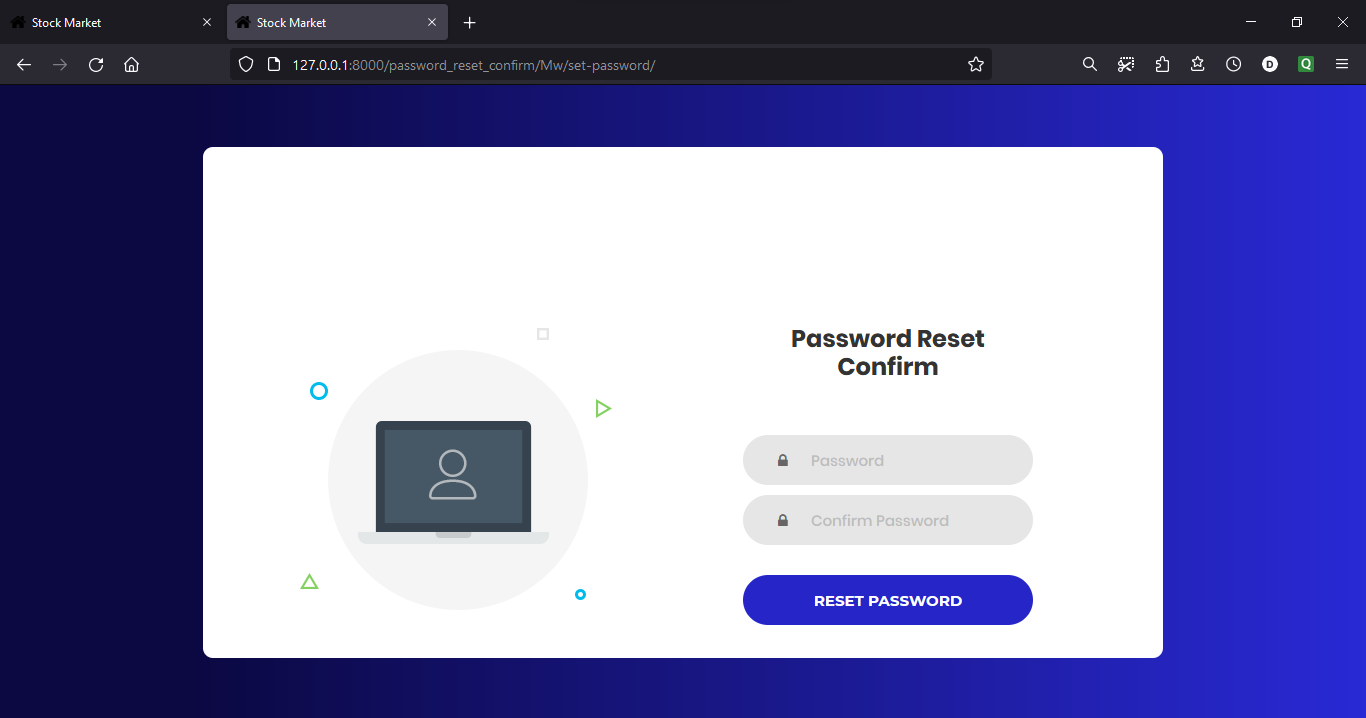 Stock Market
Stock Market
127.0.0.1:8000/password_reset_confirm/Mw/set-password/
D
Q
Password Reset
Confirm
Password
Confirm Password
RESET PASSWORD